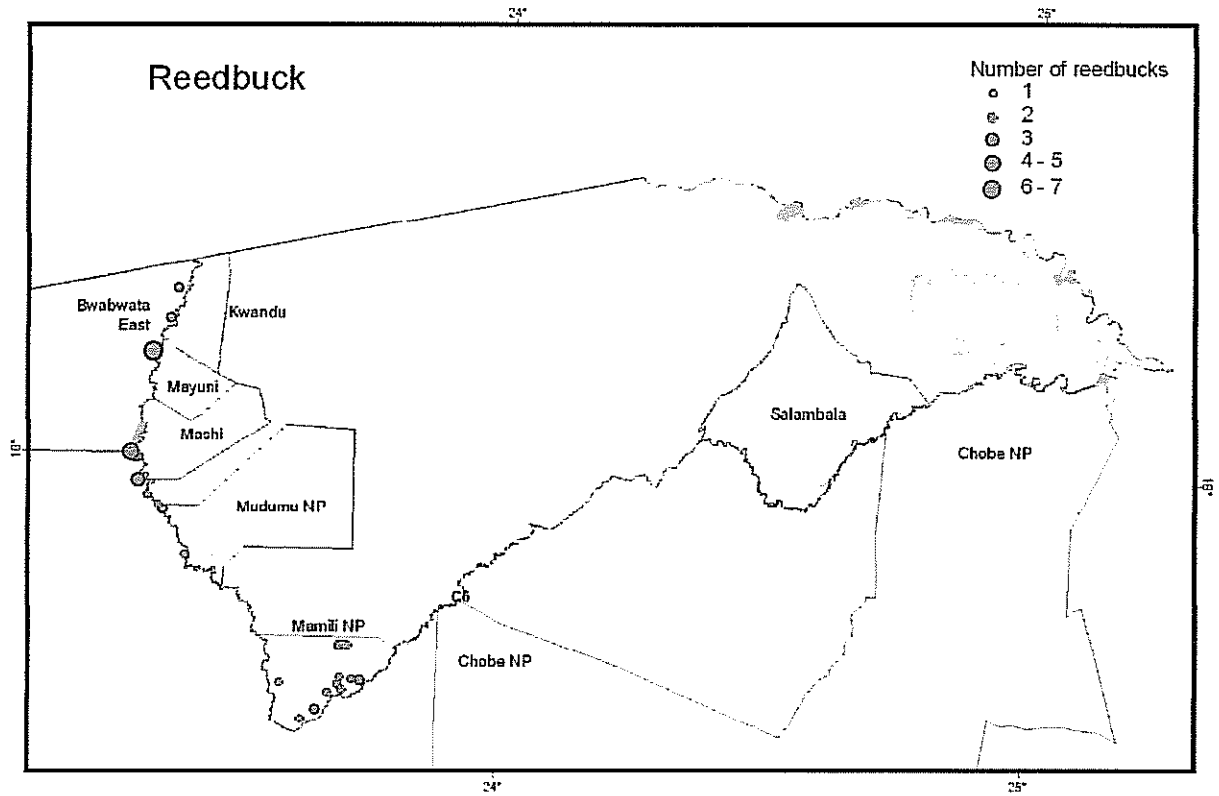 24°
25°
Reedbuck
Number of reedbucks
1
2
3
4 - 5
6 - 7
Bwabwata
East
Kwandu
Mayuni
Mashi
Salambala
Chobe NP
18°
Mudumu NP
Mamili NP
Chobe NP
24°
25°